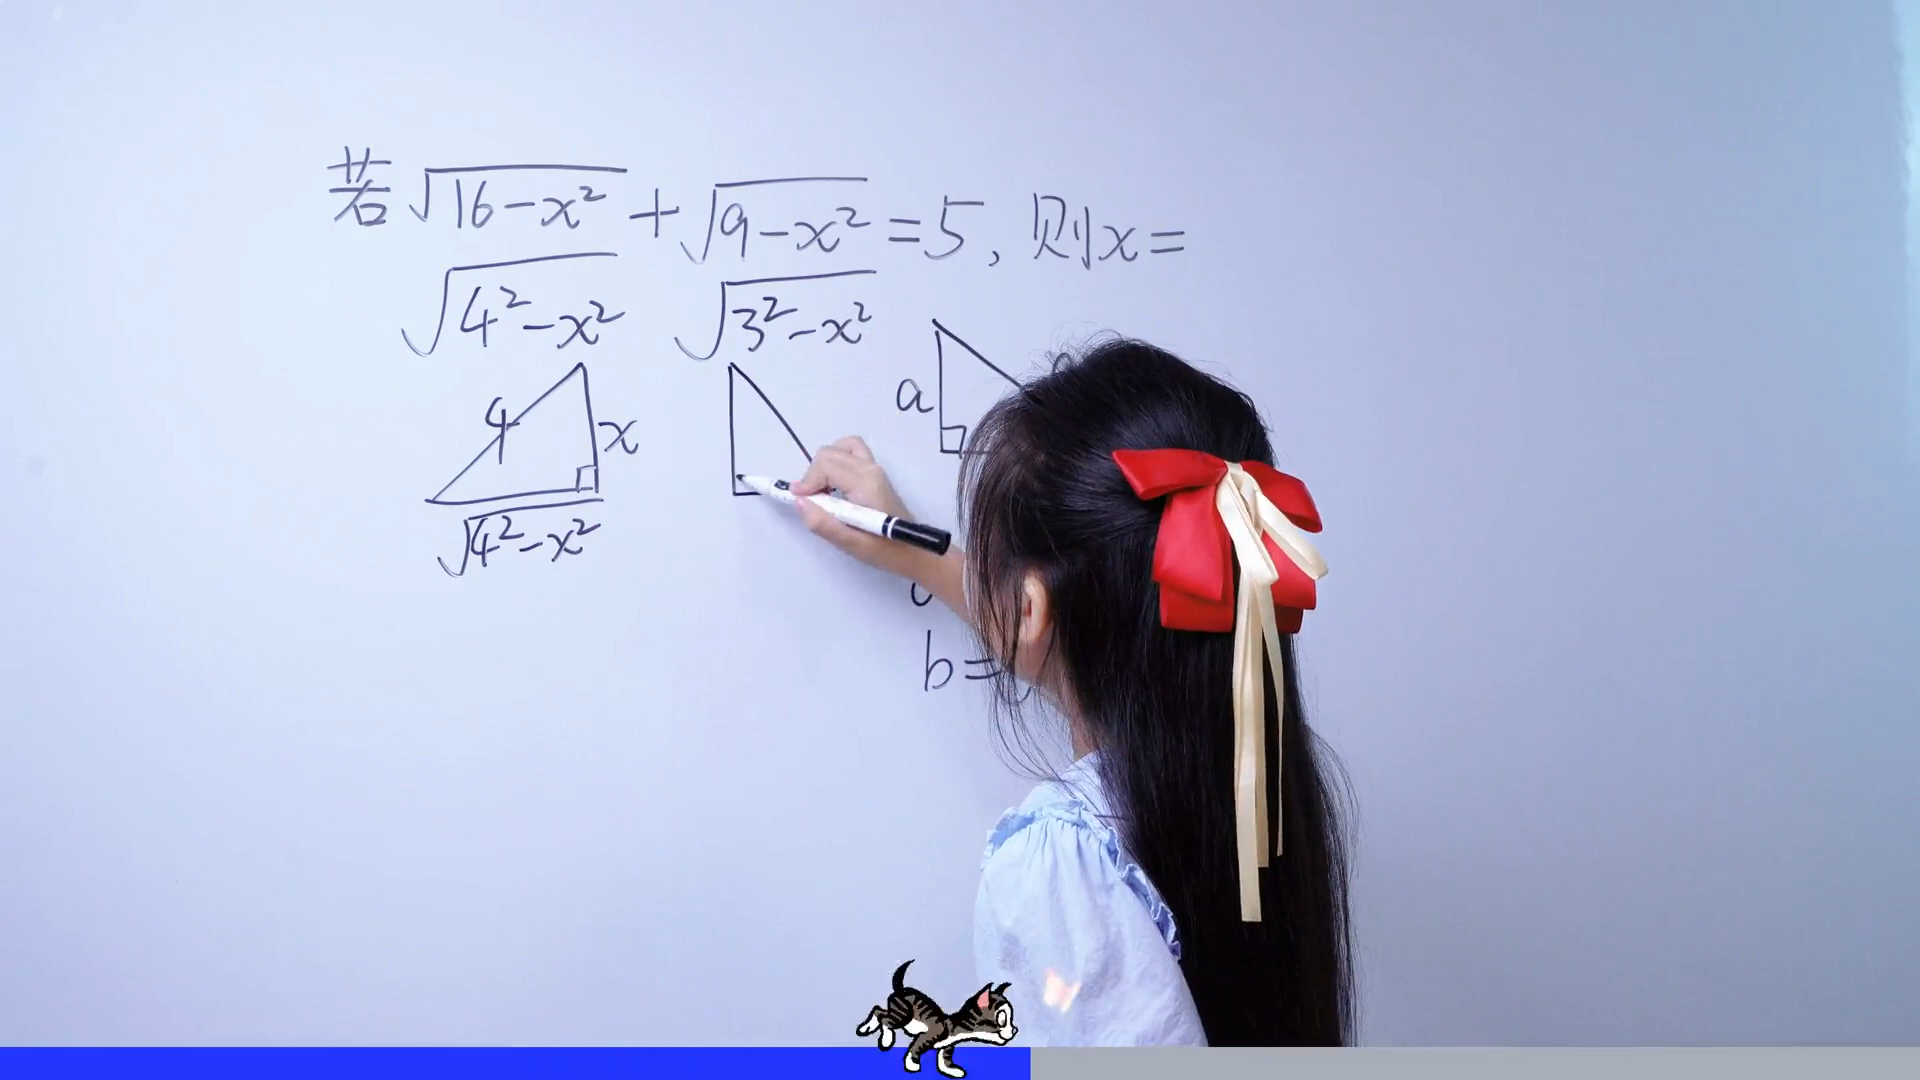 若√(16-x²)+√(9-x²)=5,则x=
√(4²-x²) √(3²-x²)
a
4 x
√(4²-x²)
b=